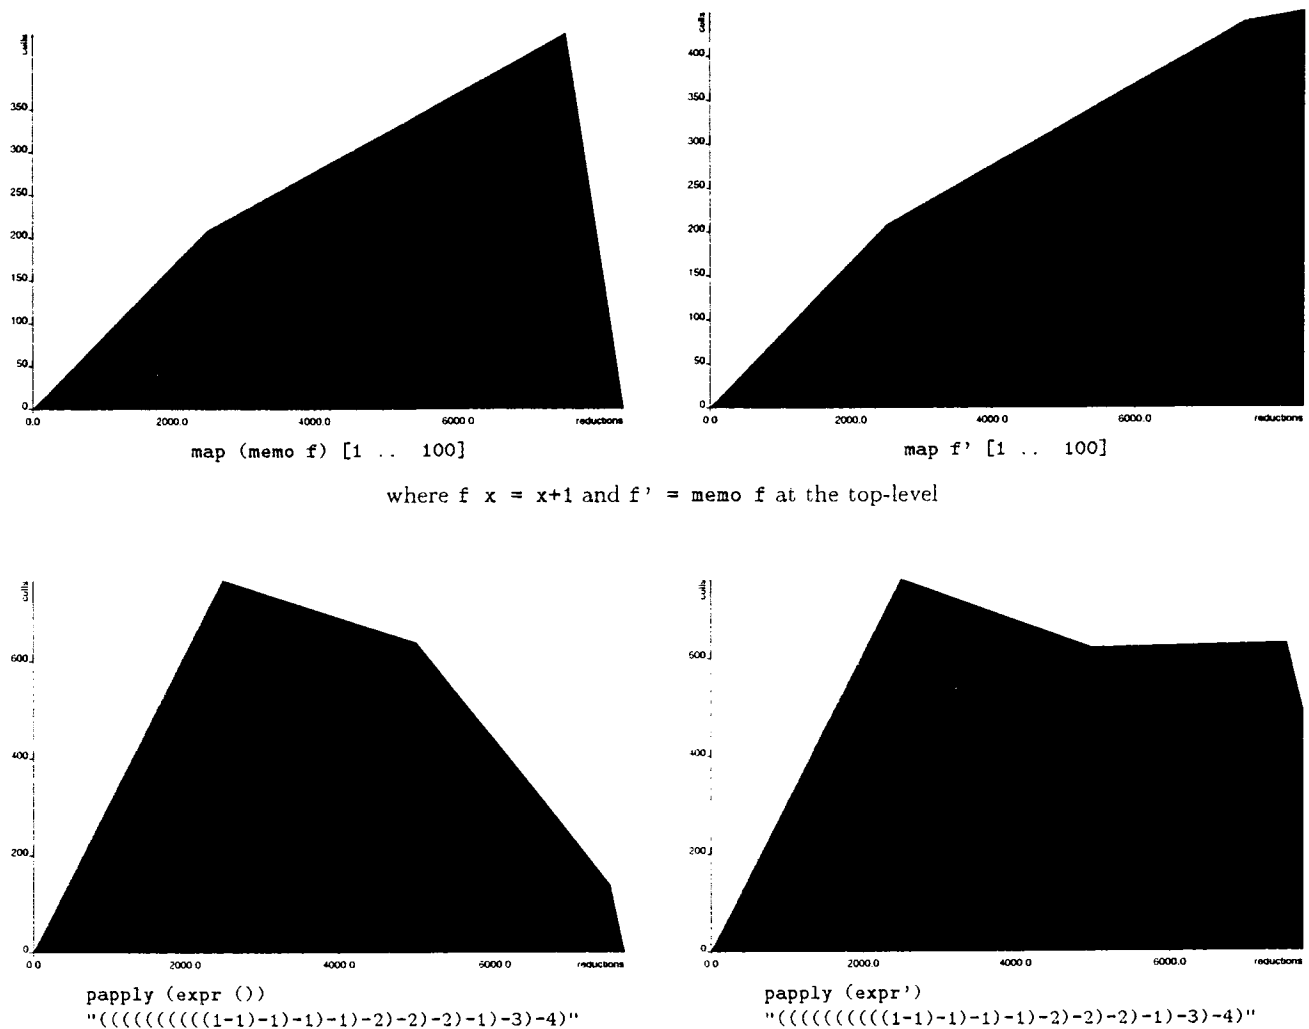 cells
350
300
250
200
150
100
50
0
0.0 2000.0 4000.0 6000.0 reductions
map (memo f) [1 .. 100]
cells
400
350
300
250
200
150
100
50
0
0.0 2000.0 4000.0 6000.0 reductions
map f' [1 .. 100]
where f x = x+1 and f' = memo f at the top-level
cells
600
400
200
0
0.0 2000.0 4000.0 6000.0 reductions
papply (expr ())
"((((((((((1-1)-1)-1)-1)-2)-2)-2)-1)-3)-4)"
cells
600
400
200
0
0.0 2000.0 4000.0 6000.0 reductions
papply (expr')
"((((((((((1-1)-1)-1)-1)-2)-2)-2)-1)-3)-4)"